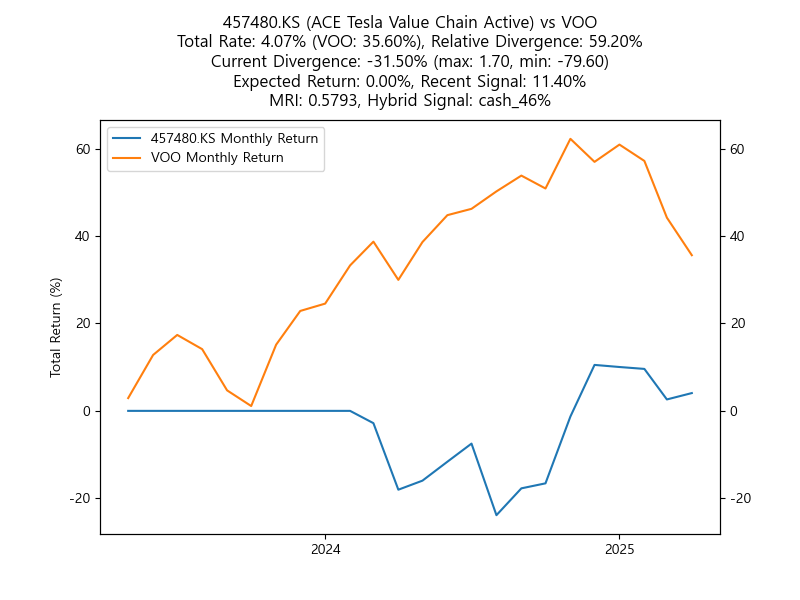 457480.KS (ACE Tesla Value Chain Active) vs VOO
Total Rate: 4.07% (VOO: 35.60%), Relative Divergence: 59.20%
Current Divergence: -31.50% (max: 1.70, min: -79.60)
Expected Return: 0.00%, Recent Signal: 11.40%
MRI: 0.5793, Hybrid Signal: cash_46%
457480.KS Monthly Return
VOO Monthly Return
60 60
40 40
Total Return (%)
20 20
0 0
-20 -20
2024 2025